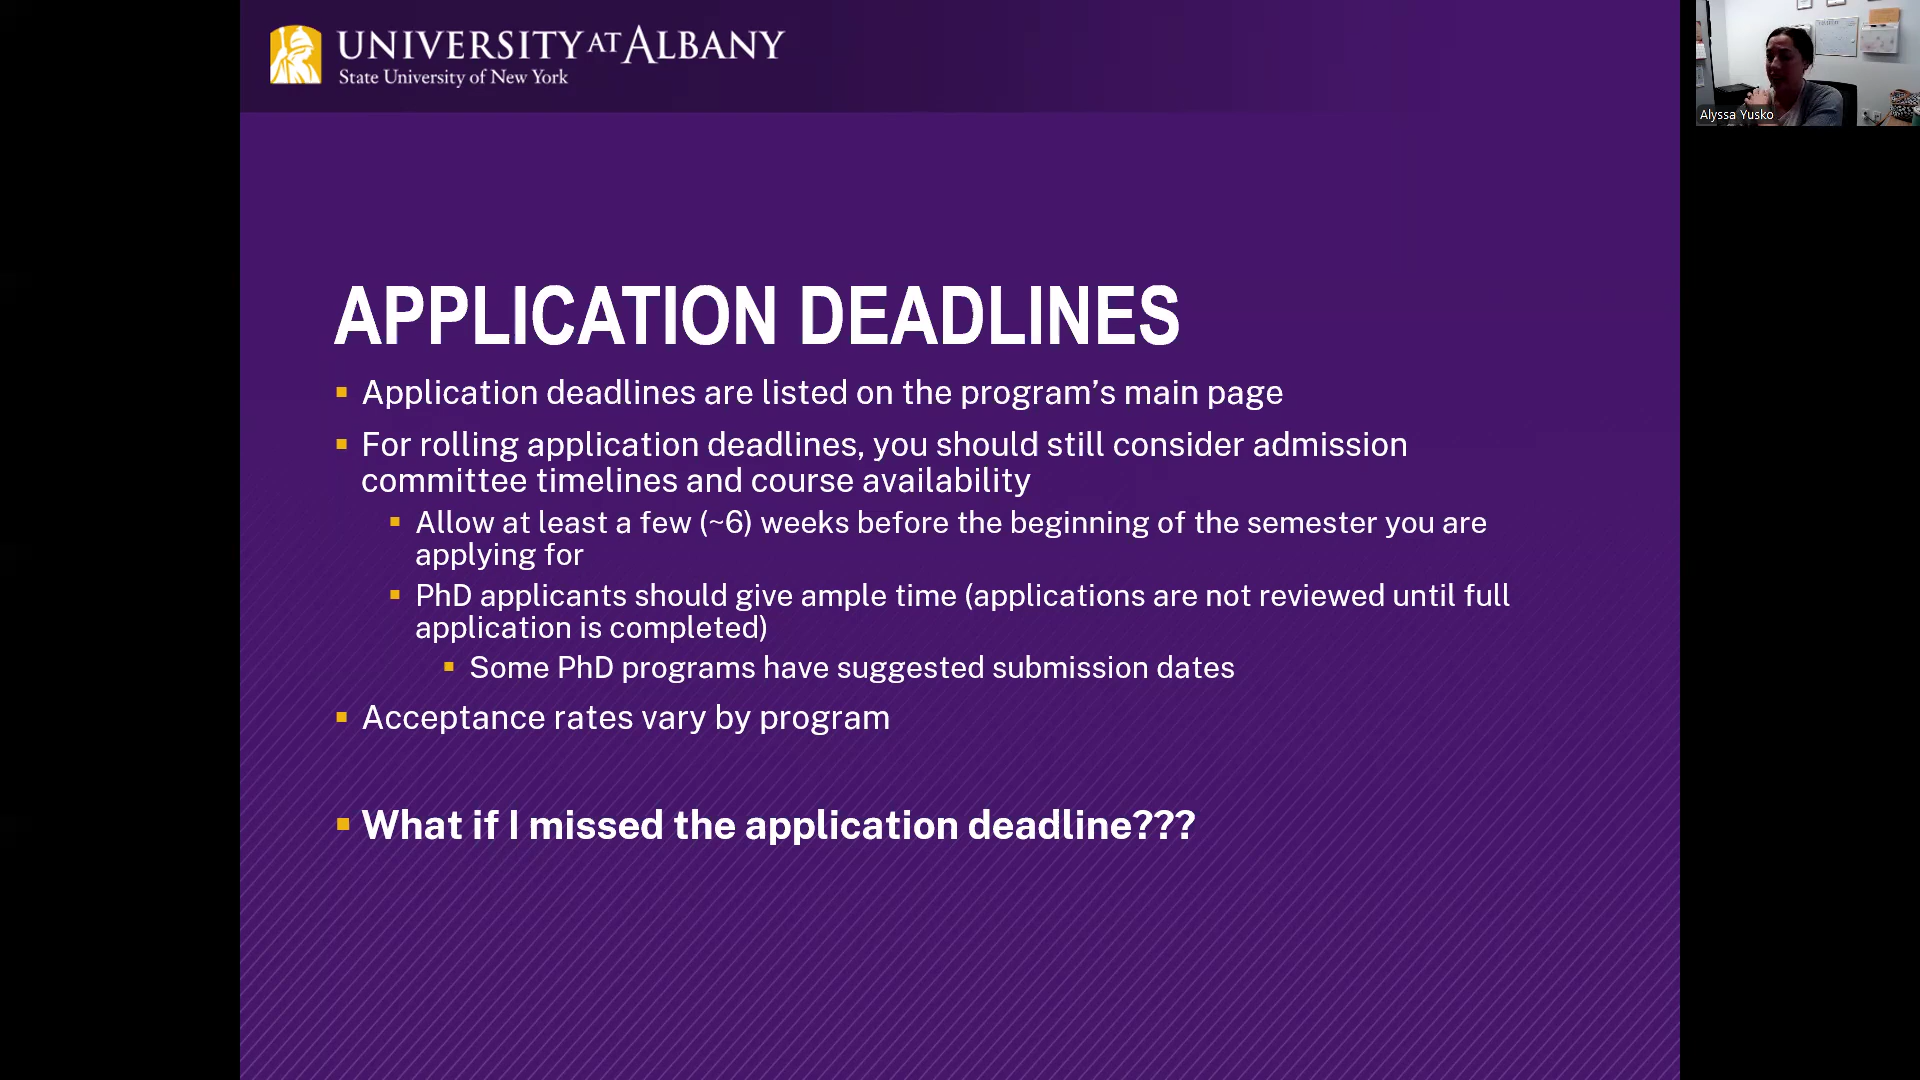 UNIVERSITY AT ALBANY
State University of New York
Alyssa Yusko
APPLICATION DEADLINES
▪ Application deadlines are listed on the program’s main page
▪ For rolling application deadlines, you should still consider admission
committee timelines and course availability
▪ Allow at least a few (~6) weeks before the beginning of the semester you are
applying for
▪ PhD applicants should give ample time (applications are not reviewed until full
application is completed)
▪ Some PhD programs have suggested submission dates
▪ Acceptance rates vary by program
▪ What if I missed the application deadline???